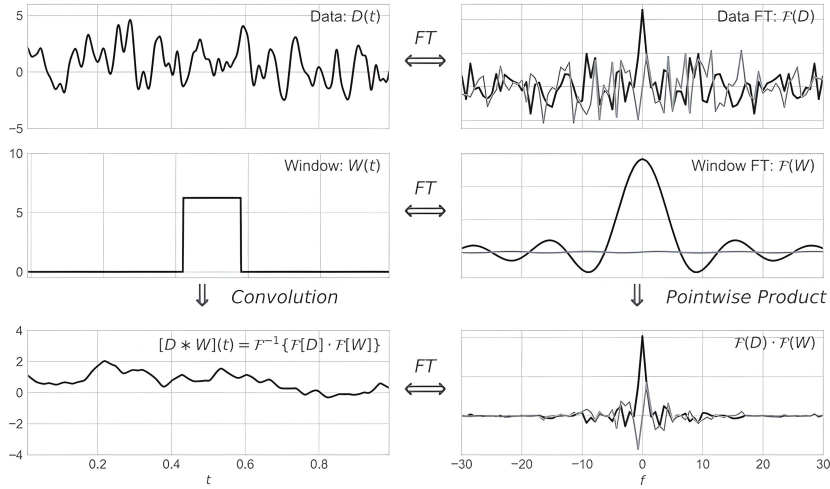 Data: D(t)
5
0
−5
FT
⇔
Data FT: ℱ(D)
Window: W(t)
10
5
0
FT
⇔
Window FT: ℱ(W)
⇓ Convolution
⇓ Pointwise Product
[D ∗ W](t) = ℱ⁻¹{ℱ[D] · ℱ[W]}
4
2
0
−2
−4
0.2 0.4 0.6 0.8
t
FT
⇔
ℱ(D) · ℱ(W)
−30 −20 −10 0 10 20 30
f